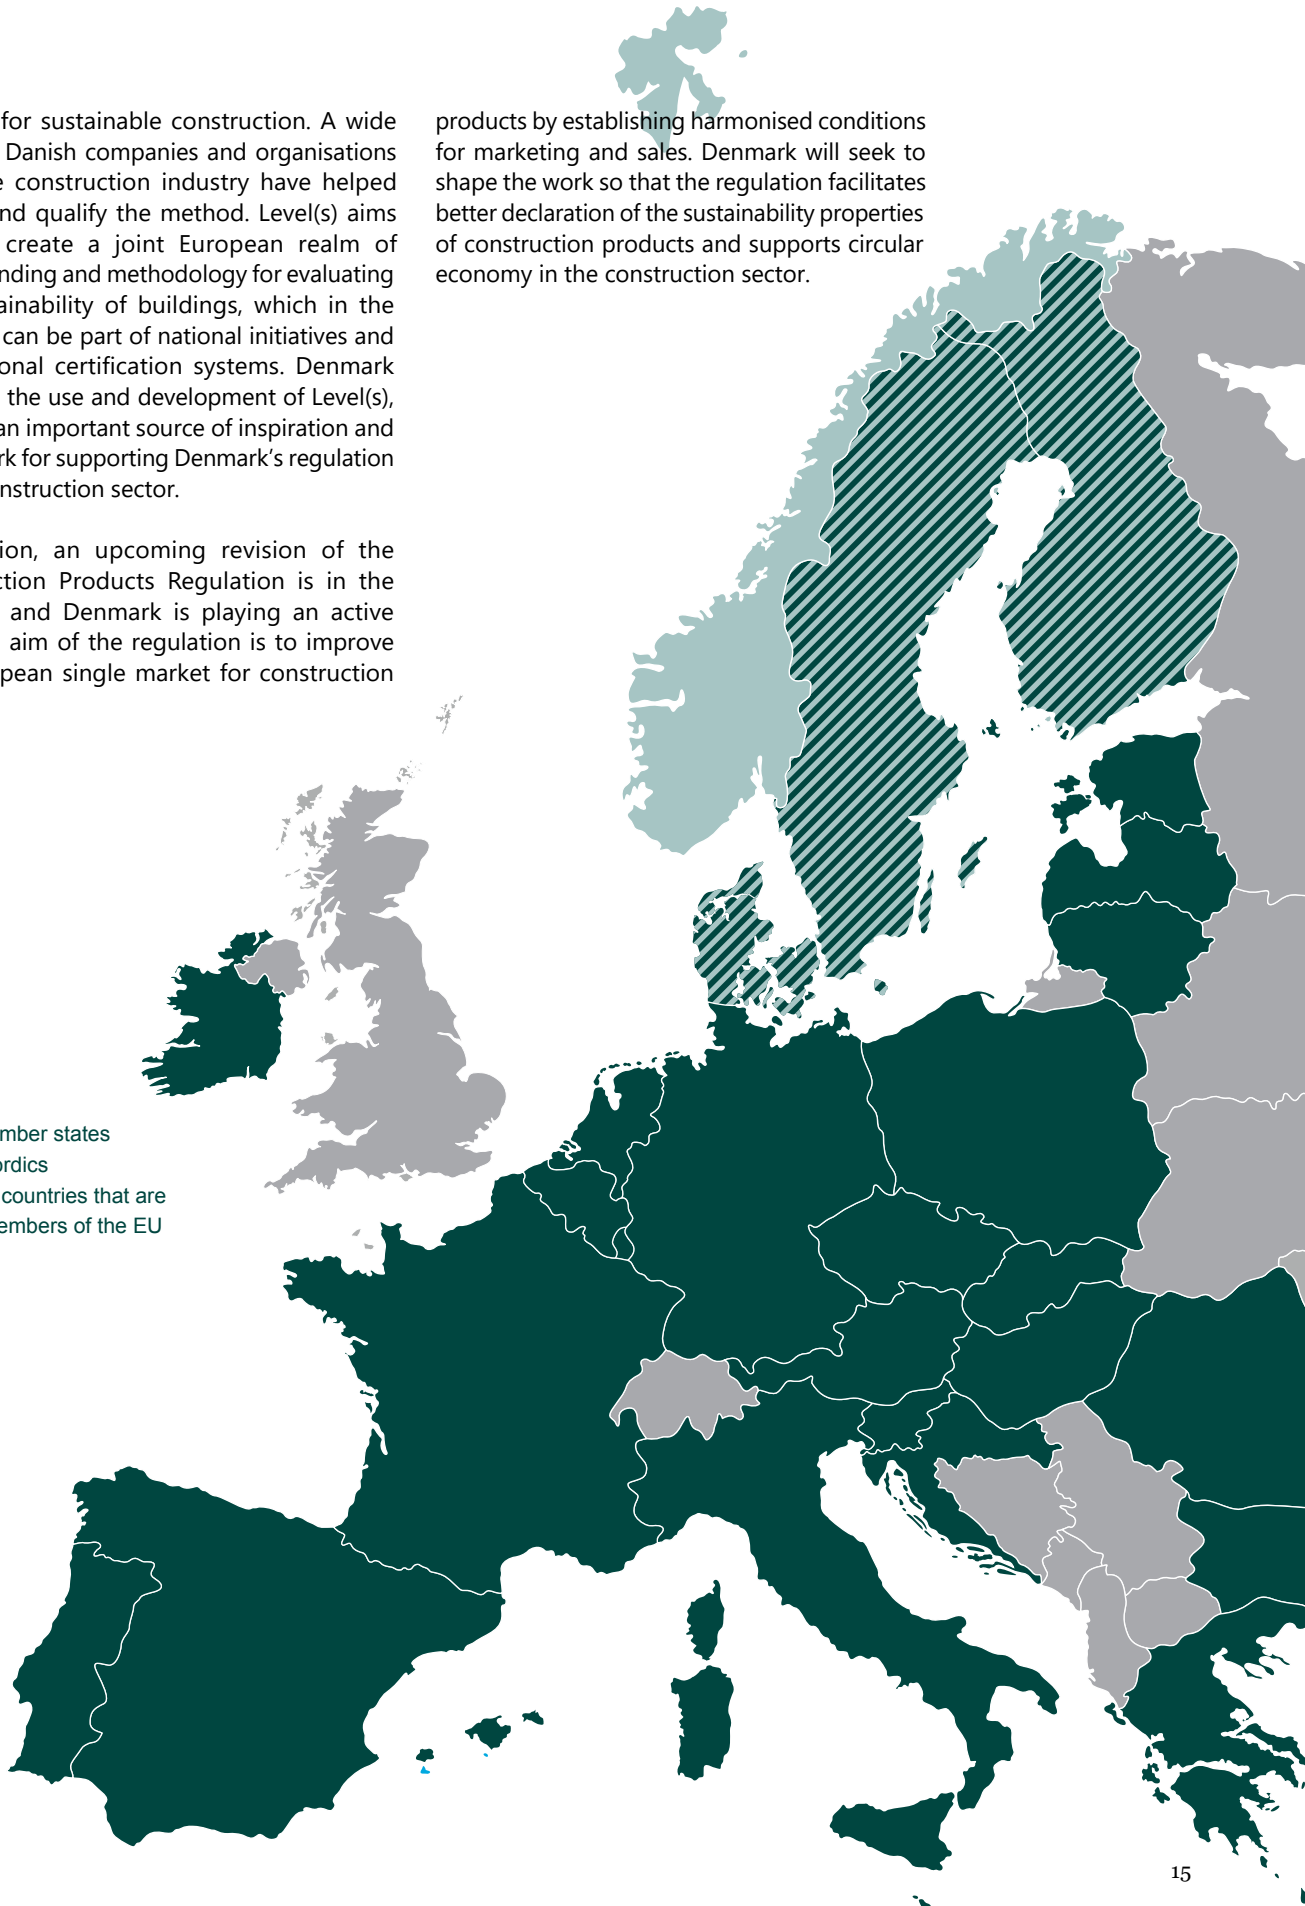 for sustainable construction. A wide
Danish companies and organisations
construction industry have helped
nd qualify the method. Level(s) aims
create a joint European realm of
nding and methodology for evaluating
ainability of buildings, which in the
can be part of national initiatives and
onal certification systems. Denmark
the use and development of Level(s),
an important source of inspiration and
rk for supporting Denmark's regulation
nstruction sector.
ion, an upcoming revision of the
ction Products Regulation is in the
and Denmark is playing an active
aim of the regulation is to improve
pean single market for construction
products by establishing harmonised conditions
for marketing and sales. Denmark will seek to
shape the work so that the regulation facilitates
better declaration of the sustainability properties
of construction products and supports circular
economy in the construction sector.
mber states
ordics
countries that are
embers of the EU
15